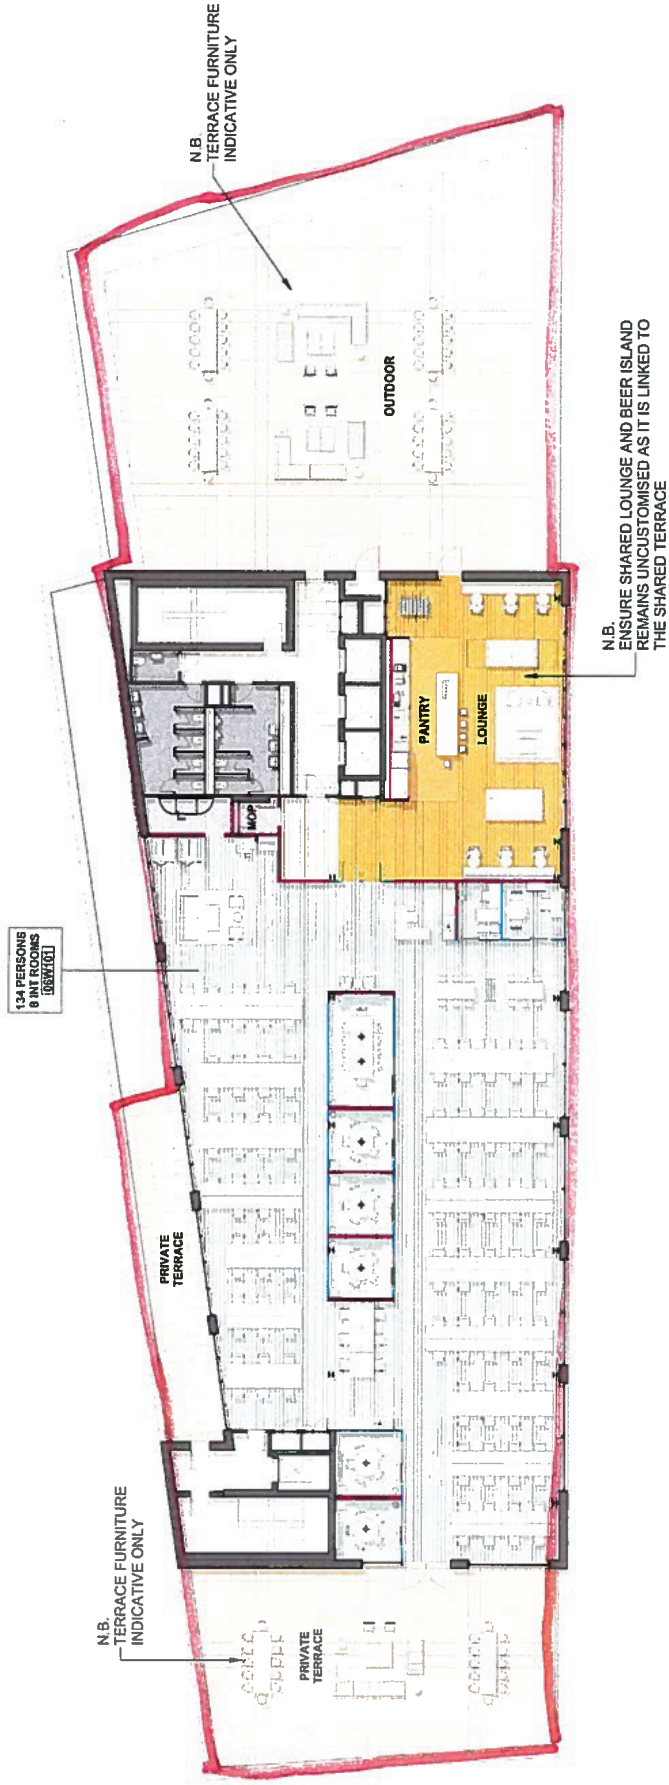 N.B.
TERRACE FURNITURE
INDICATIVE ONLY
OUTDOOR
N.B.
ENSURE SHARED LOUNGE AND BEER ISLAND
REMAINS UNCUSTOMISED AS IT IS LINKED TO
THE SHARED TERRACE
PANTRY
LOUNGE
MOP
134 PERSONS
8 INT ROOMS
06W101
PRIVATE
TERRACE
N.B.
TERRACE FURNITURE
INDICATIVE ONLY
PRIVATE
TERRACE